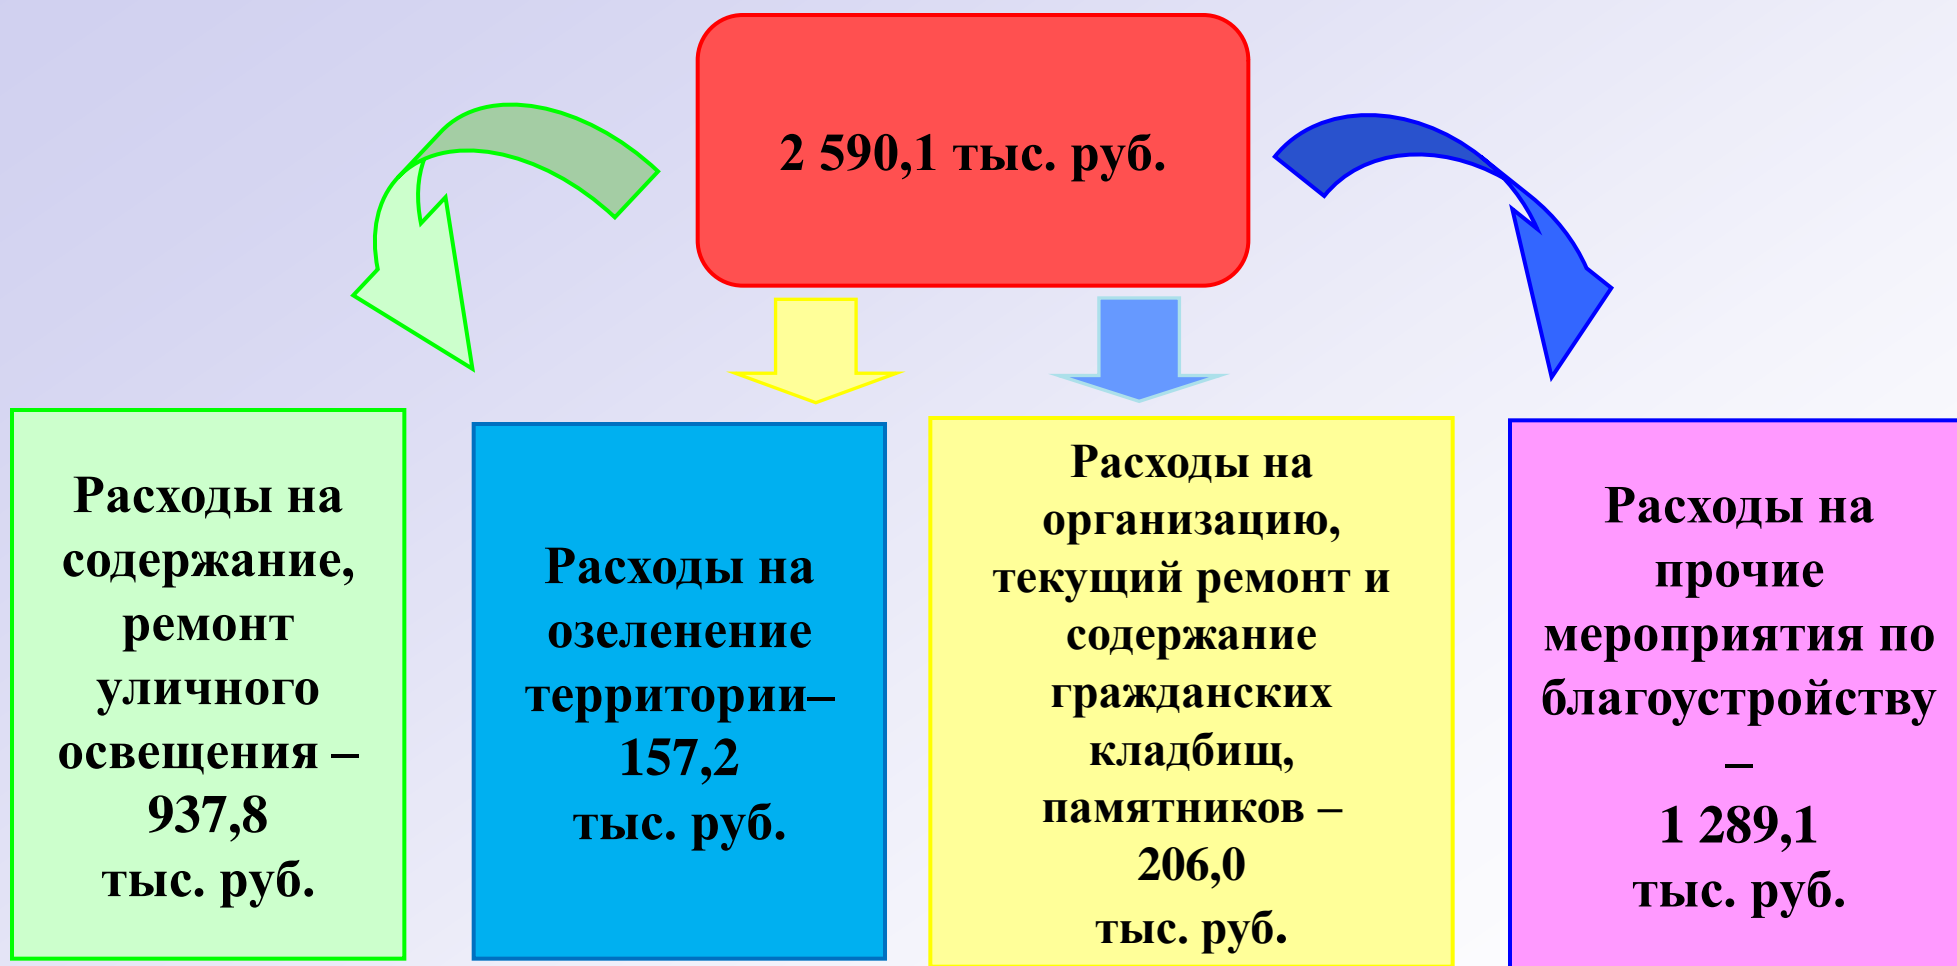 2 590,1 тыс. руб.
Расходы на
содержание,
ремонт
уличного
освещения –
937,8
тыс. руб.
Расходы на
озеленение
территории–
157,2
тыс. руб.
Расходы на
организацию,
текущий ремонт и
содержание
гражданских
кладбищ,
памятников –
206,0
тыс. руб.
Расходы на
прочие
мероприятия по
благоустройству
–
1 289,1
тыс. руб.